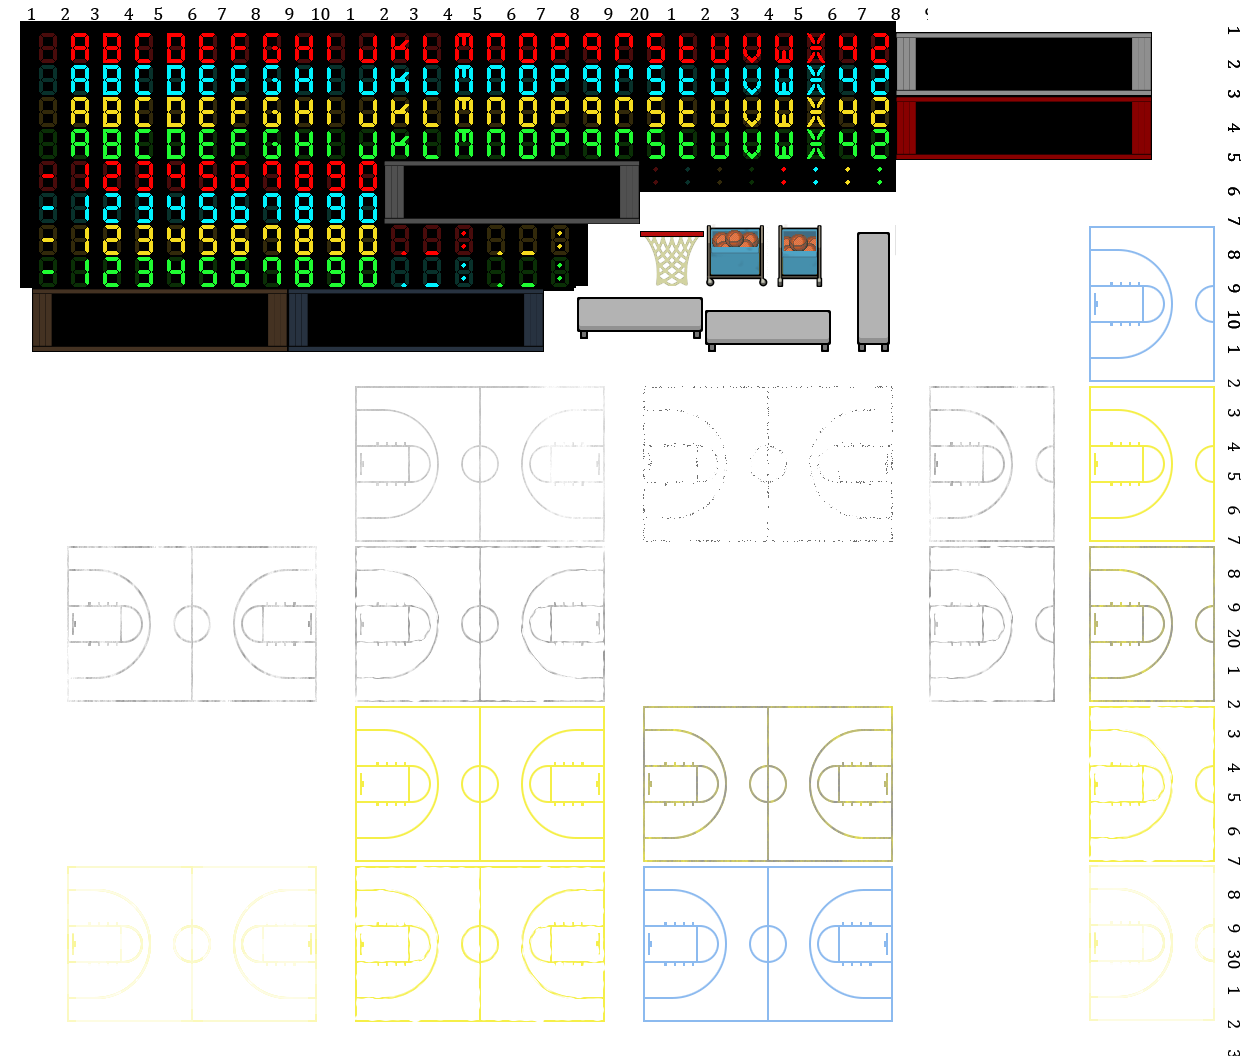 1 2 3 4 5 6 7 8 9 10 1 2 3 4 5 6 7 8 9 20 1 2 3 4 5 6 7 8
A B C D E F G H I J K L M N O P Q R S t U V W X Y Z
A B C D E F G H I J K L M N O P Q R S t U V W X Y Z
A B C D E F G H I J K L M N O P Q R S t U V W X Y Z
A B C D E F G H I J K L M N O P Q R S t U V W X Y Z
- 1 2 3 4 5 6 7 8 9 0 : : : : : : : :
- 1 2 3 4 5 6 7 8 9 0
- 1 2 3 4 5 6 7 8 9 0 . . : . . :
- 1 2 3 4 5 6 7 8 9 0 . . : . . :
1 2 3 4 5 6 7 8 9 10 1 2 3 4 5 6 7 8 9 20 1 2 3 4 5 6 7 8 9 30 1 2 3